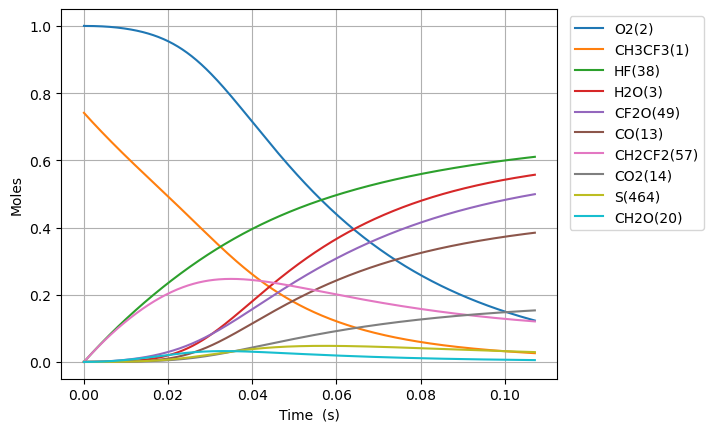 1.0
0.8
0.6
0.4
0.2
0.0
Moles
0.00 0.02 0.04 0.06 0.08 0.10
Time (s)
O2(2)
CH3CF3(1)
HF(38)
H2O(3)
CF2O(49)
CO(13)
CH2CF2(57)
CO2(14)
S(464)
CH2O(20)